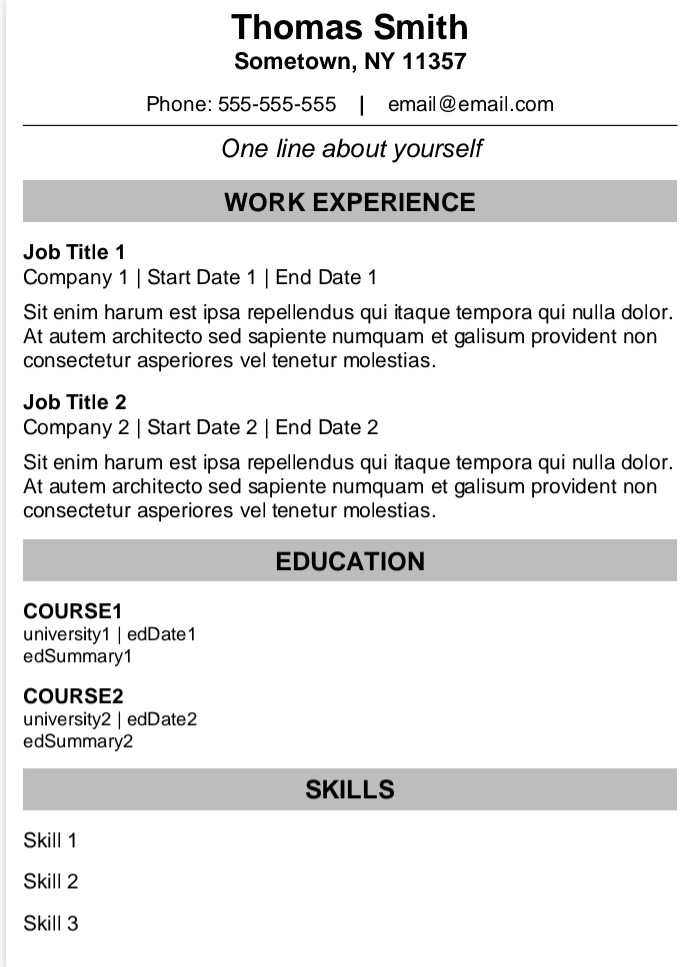 Thomas Smith
Sometown, NY 11357
Phone: 555-555-555 | email@email.com
One line about yourself
WORK EXPERIENCE
Job Title 1
Company 1 | Start Date 1 | End Date 1
Sit enim harum est ipsa repellendus qui itaque tempora qui nulla dolor.
At autem architecto sed sapiente numquam et galisum provident non
consectetur asperiores vel tenetur molestias.
Job Title 2
Company 2 | Start Date 2 | End Date 2
Sit enim harum est ipsa repellendus qui itaque tempora qui nulla dolor.
At autem architecto sed sapiente numquam et galisum provident non
consectetur asperiores vel tenetur molestias.
EDUCATION
COURSE1
university1 | edDate1
edSummary1
COURSE2
university2 | edDate2
edSummary2
SKILLS
Skill 1
Skill 2
Skill 3